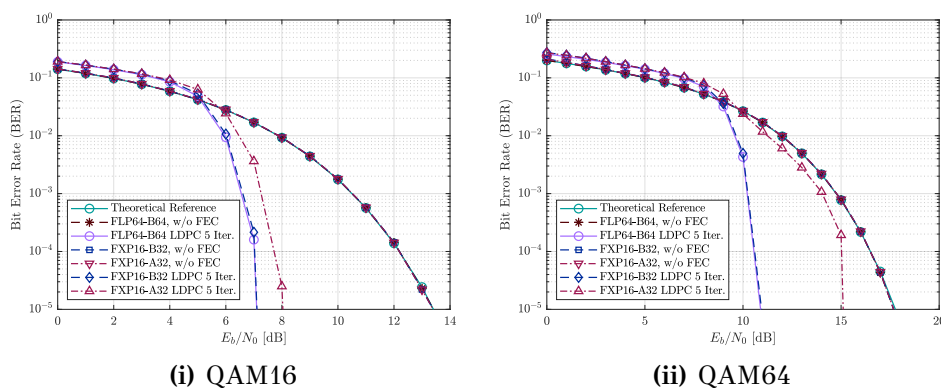 10^0
10^-1
10^-2
10^-3
10^-4
10^-5
Bit Error Rate (BER)
Theoretical Reference
FLP64-B64, w/o FEC
FLP64-B64 LDPC 5 Iter.
FXP16-B32, w/o FEC
FXP16-A32, w/o FEC
FXP16-B32 LDPC 5 Iter.
FXP16-A32 LDPC 5 Iter.
0 2 4 6 8 10 12 14
E_b/N_0 [dB]
(i) QAM16
10^0
10^-1
10^-2
10^-3
10^-4
10^-5
Bit Error Rate (BER)
Theoretical Reference
FLP64-B64, w/o FEC
FLP64-B64 LDPC 5 Iter.
FXP16-B32, w/o FEC
FXP16-A32, w/o FEC
FXP16-B32 LDPC 5 Iter.
FXP16-A32 LDPC 5 Iter.
0 5 10 15 20
E_b/N_0 [dB]
(ii) QAM64